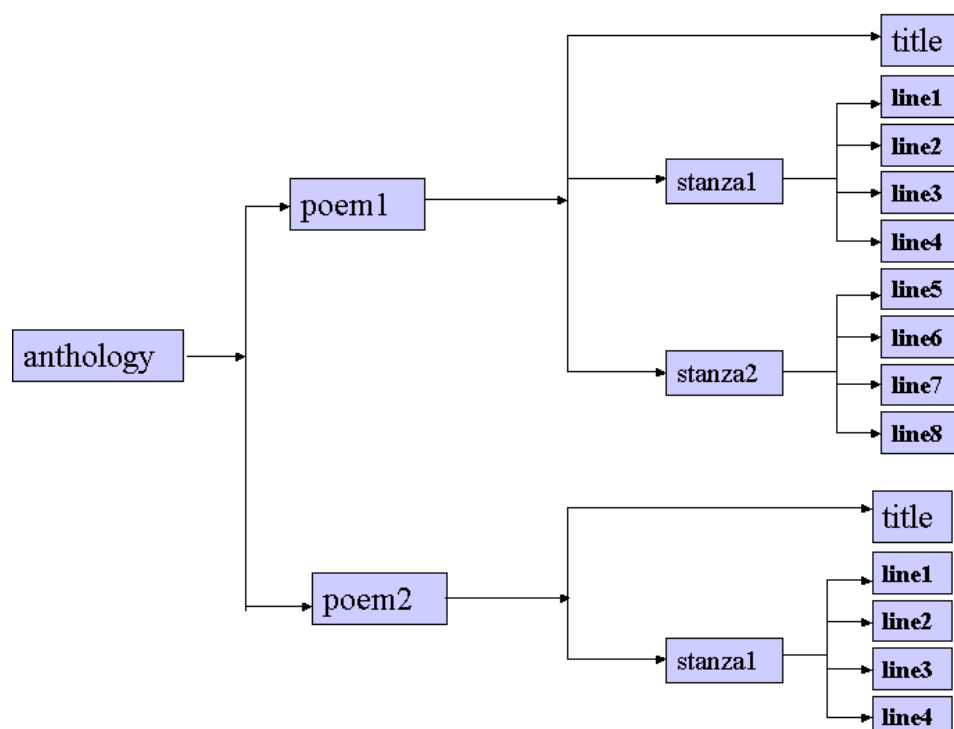 title
line1
line2
stanza1
line3
poem1
line4
line5
anthology
line6
stanza2
line7
line8
title
line1
poem2
line2
stanza1
line3
line4